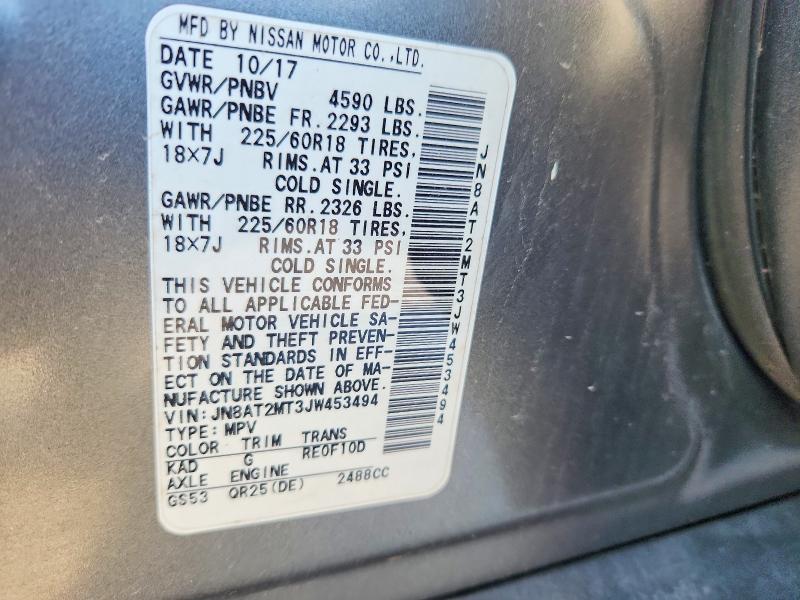 MFD BY NISSAN MOTOR CO.,LTD.
DATE 10/17
GVWR/PNBV 4590 LBS.
GAWR/PNBE FR. 2293 LBS.
WITH 225/60R18 TIRES,
18×7J RIMS.AT 33 PSI
COLD SINGLE.
GAWR/PNBE RR. 2326 LBS.
WITH 225/60R18 TIRES,
18×7J RIMS.AT 33 PSI
COLD SINGLE.
THIS VEHICLE CONFORMS
TO ALL APPLICABLE FED-
ERAL MOTOR VEHICLE SA-
FETY AND THEFT PREVEN-
TION STANDARDS IN EFF-
ECT ON THE DATE OF MA-
NUFACTURE SHOWN ABOVE.
VIN: JN8AT2MT3JW453494
TYPE: MPV
COLOR TRIM TRANS
KAD G RE0F10D
AXLE ENGINE
GS53 QR25(DE) 2488CC
JN8AT2MT3JW453494